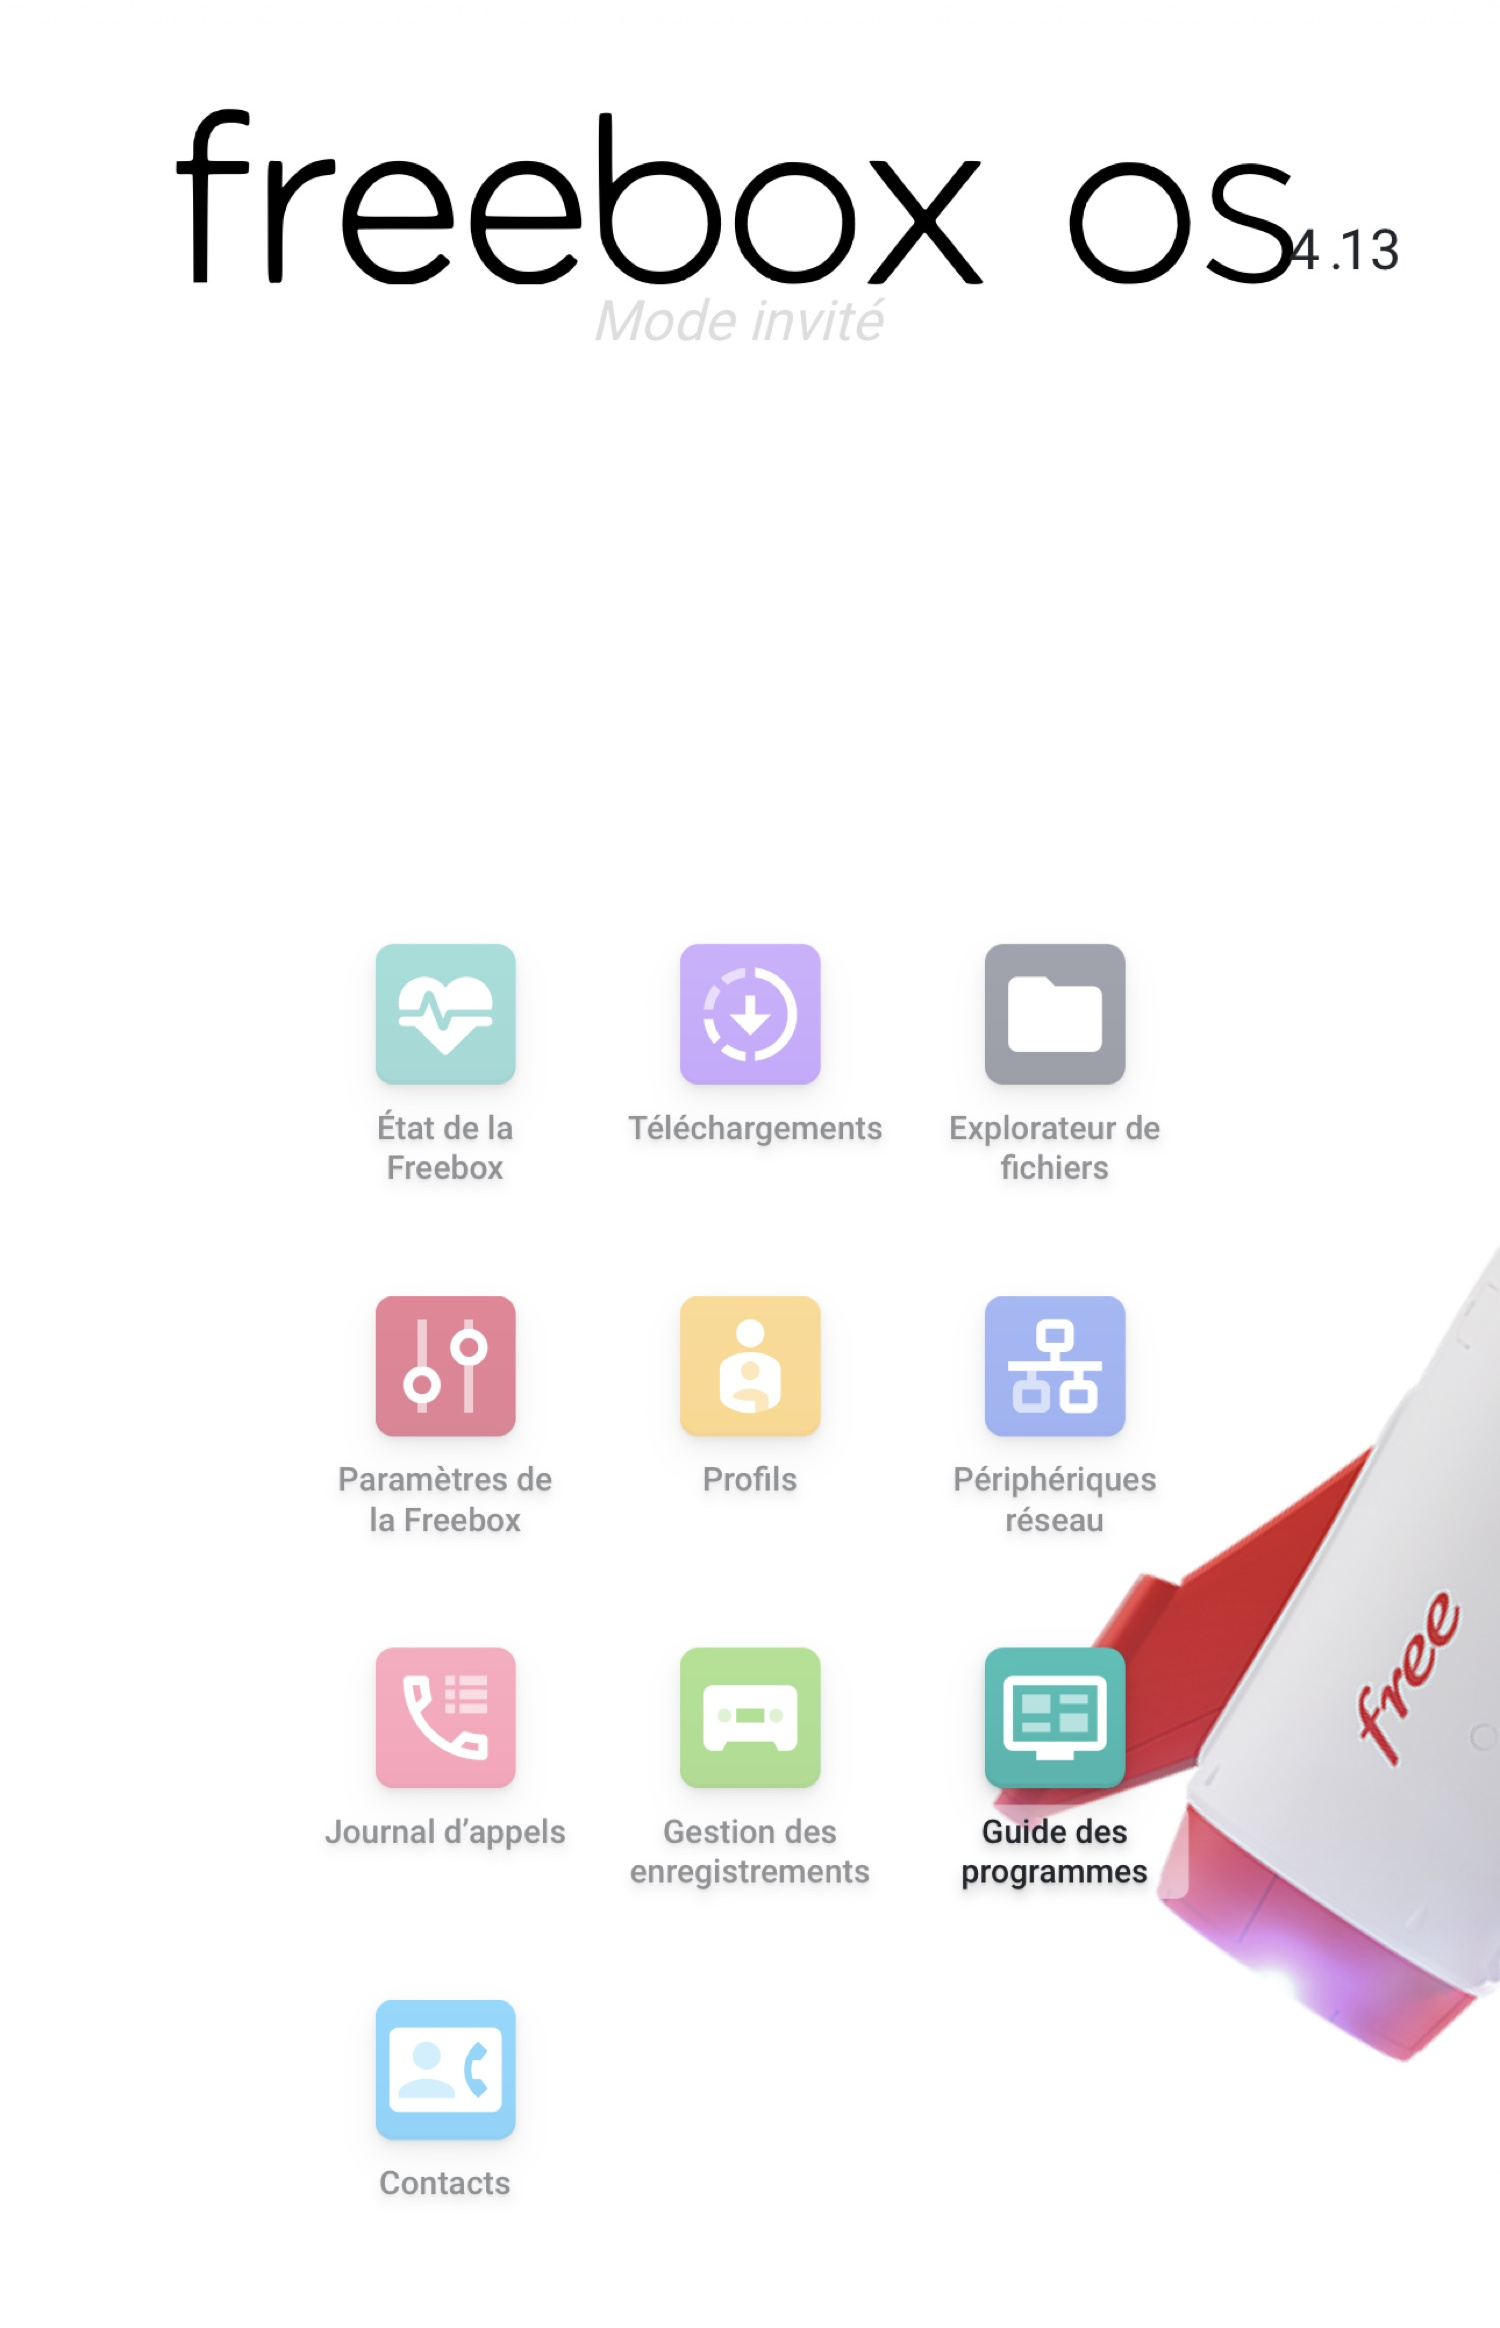 freebox os 4.13
Mode invité
État de la
Freebox
Téléchargements
Explorateur de
fichiers
Paramètres de
la Freebox
Profils
Périphériques
réseau
free
Journal d’appels
Gestion des
enregistrements
Guide des
programmes
Contacts